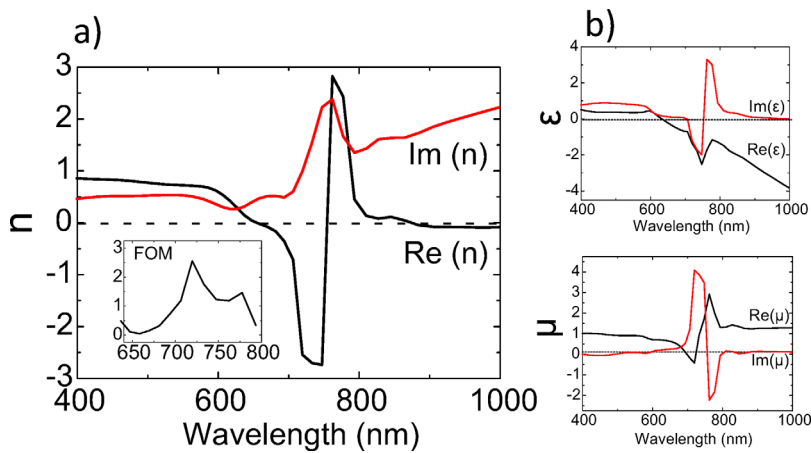 a)
3
2
1
0
-1
-2
-3
n
Im (n)
Re (n)
FOM
3
2
1
0
650
700
750
800
400
600
800
1000
Wavelength (nm)
b)
4
2
0
-2
-4
ε
Im(ε)
Re(ε)
400
600
800
1000
Wavelength (nm)
4
3
2
1
0
-1
-2
μ
Re(μ)
Im(μ)
400
600
800
1000
Wavelength (nm)